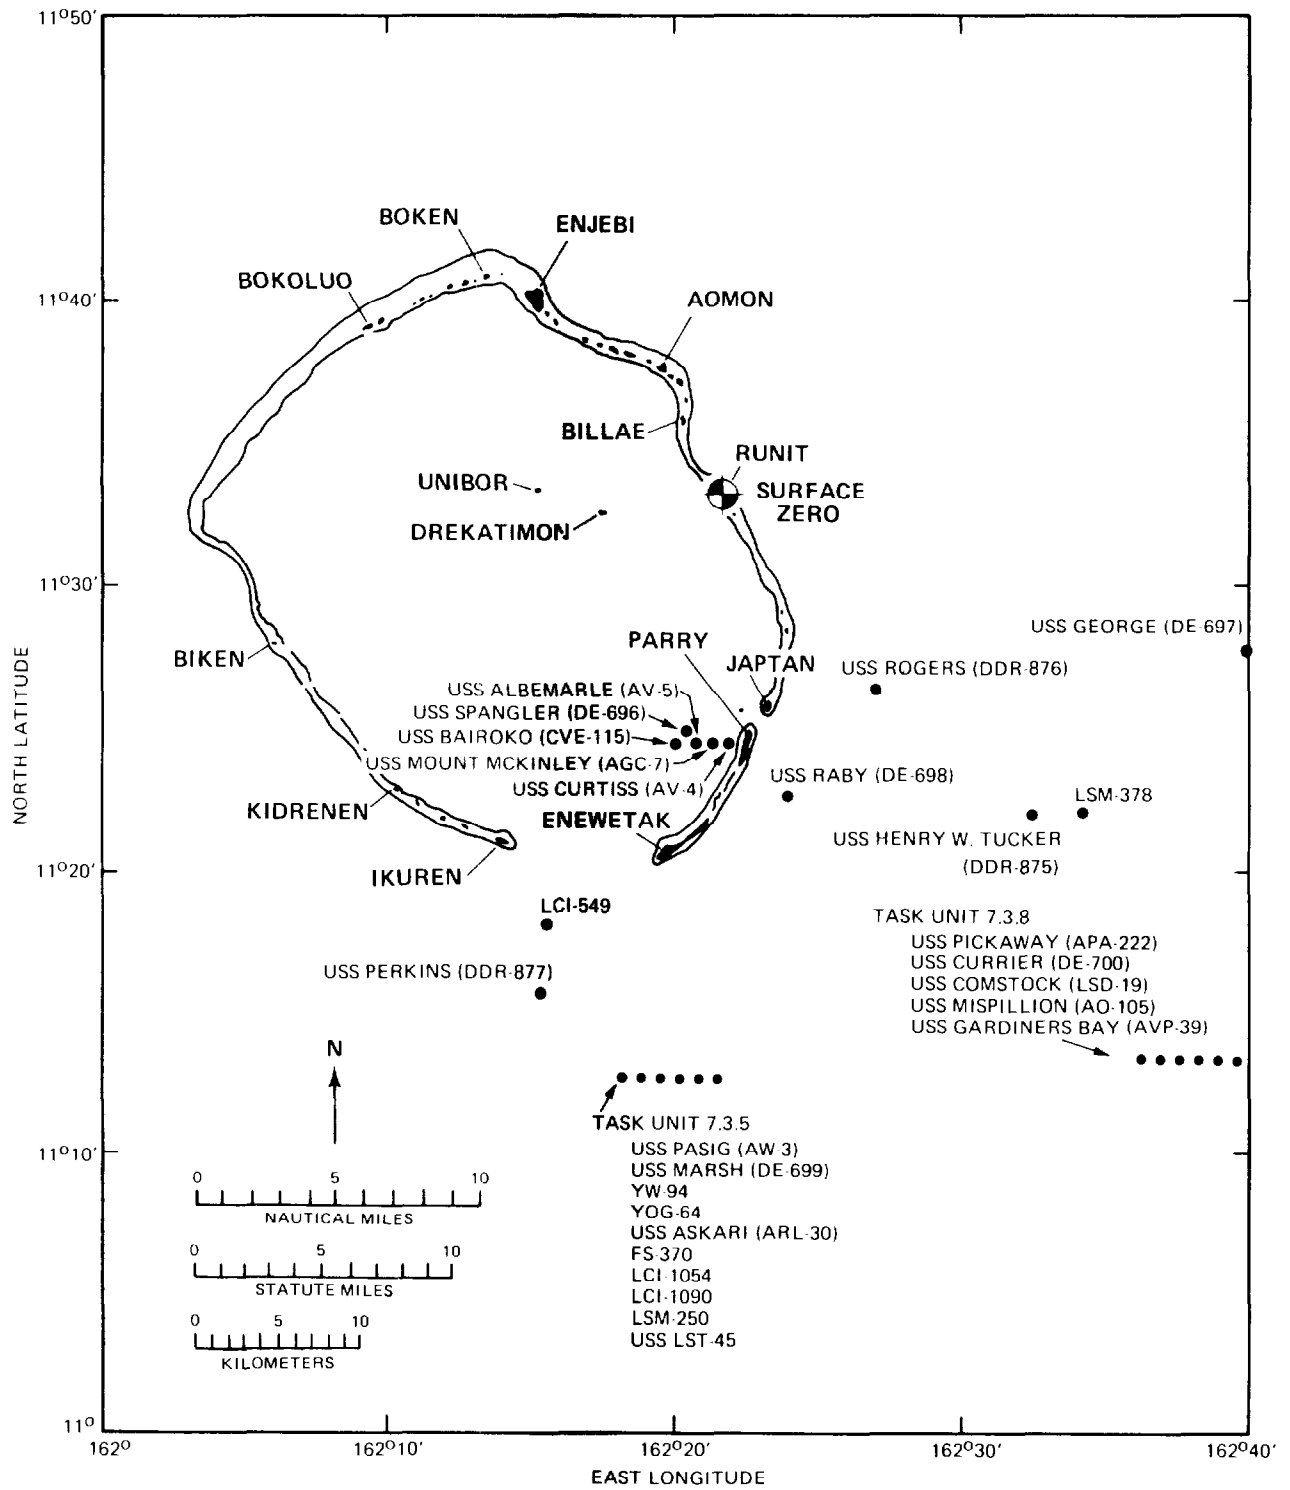 11°50'
BOKEN
ENJEBI
BOKOLUO
11°40'
AOMON
BILLAE
RUNIT
UNIBOR
SURFACE
ZERO
DREKATIMON
11°30'
USS GEORGE (DE-697)
PARRY
BIKEN
JAPTAN
USS ROGERS (DDR-876)
USS ALBEMARLE (AV-5)
USS SPANGLER (DE-696)
USS BAIROKO (CVE-115)
USS MOUNT MCKINLEY (AGC-7)
USS RABY (DE-698)
USS CURTISS (AV-4)
LSM-378
KIDRENEN
ENEWETAK
USS HENRY W. TUCKER
(DDR-875)
11°20'
IKUREN
LCI-549
TASK UNIT 7.3.8
USS PICKAWAY (APA-222)
USS CURRIER (DE-700)
USS COMSTOCK (LSD-19)
USS MISPILLION (AO-105)
USS GARDINERS BAY (AVP-39)
USS PERKINS (DDR-877)
N
TASK UNIT 7.3.5
USS PASIG (AW-3)
USS MARSH (DE-699)
YW-94
YOG-64
USS ASKARI (ARL-30)
FS-370
LCI-1054
LCI-1090
LSM-250
USS LST-45
11°10'
0 5 10
NAUTICAL MILES
0 5 10
STATUTE MILES
0 5 10
KILOMETERS
11°
162° 162°10' 162°20' 162°30' 162°40'
EAST LONGITUDE
NORTH LATITUDE